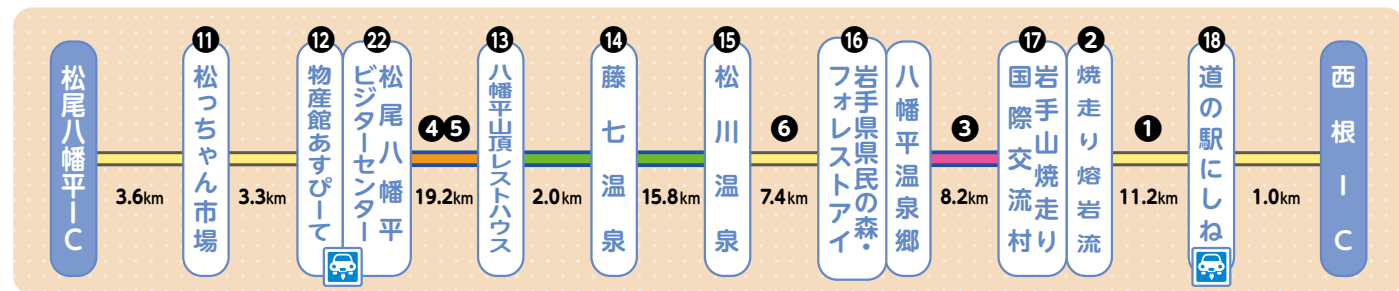 松尾八幡平IC
3.6km
⓫
松っちゃん市場
3.3km
⓬
物産館あすぴーて
㉒
松尾八幡平
ビジターセンター
❹❺
19.2km
⓭
八幡平山頂レストハウス
2.0km
⓮
藤七温泉
15.8km
⓯
松川温泉
❻
7.4km
⓰
岩手県県民の森・
フォレストアイ
八幡平温泉郷
❸
8.2km
⓱
岩手山焼走り
国際交流村
❷
焼走り熔岩流
❶
11.2km
⓲
道の駅にしね
1.0km
西根IC